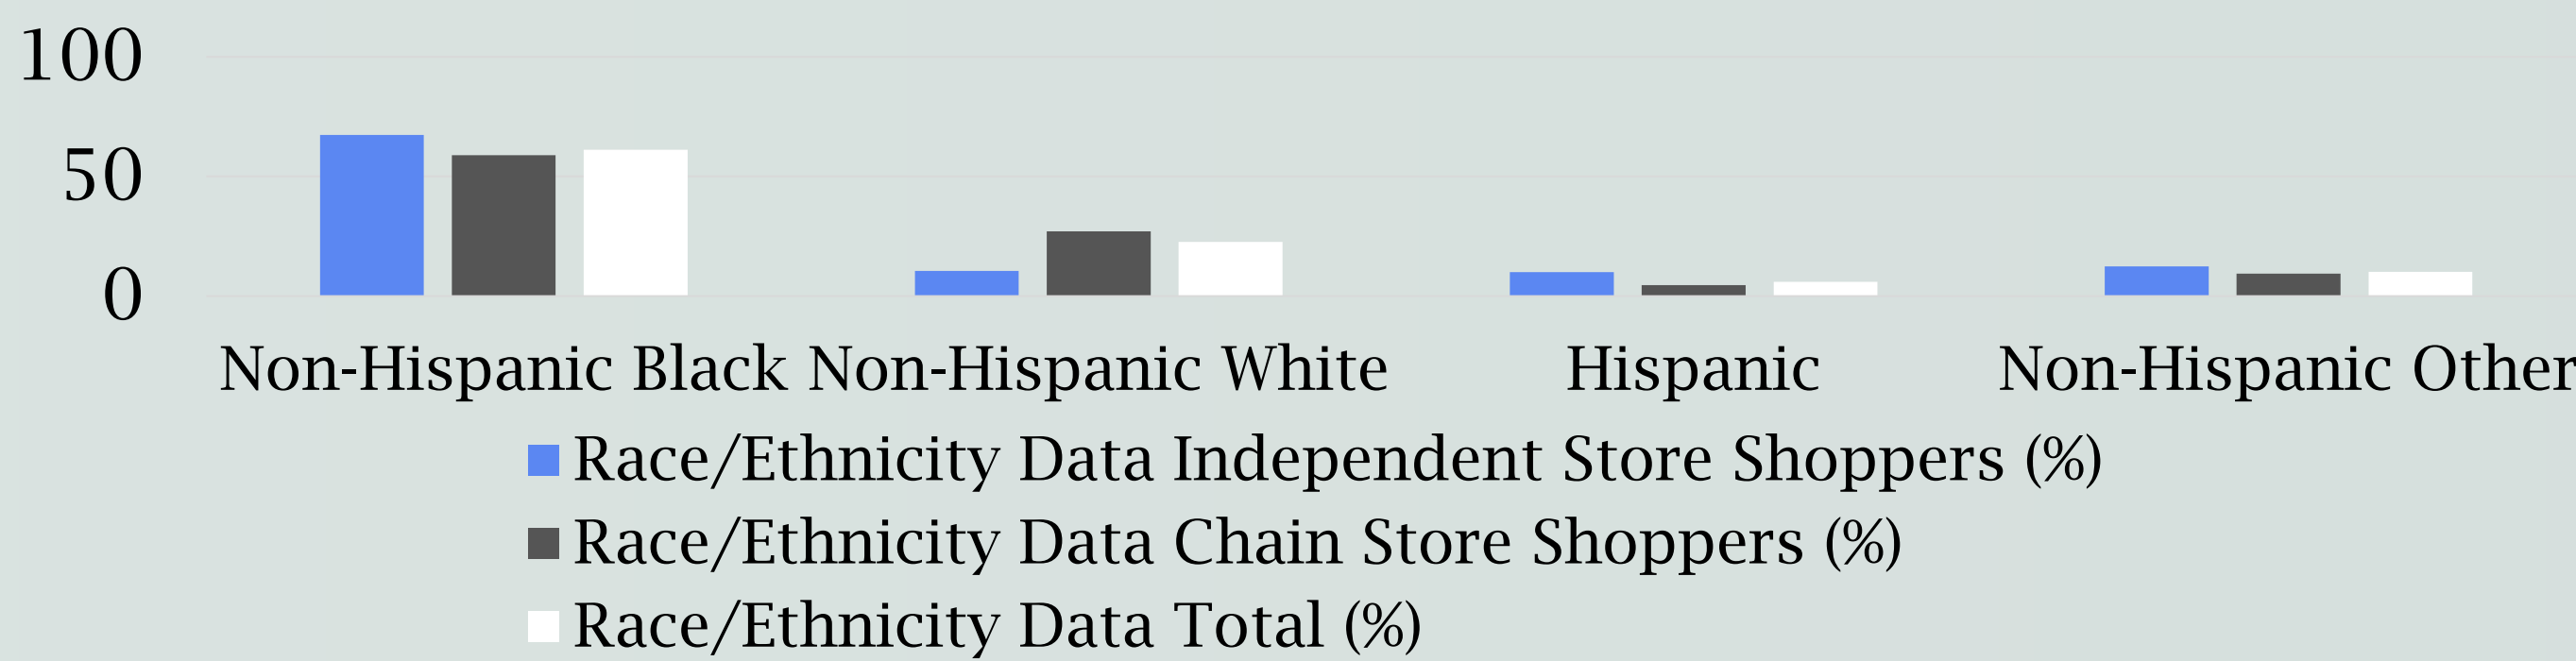 100
50
0
Non-Hispanic Black Non-Hispanic White Hispanic Non-Hispanic Other
Race/Ethnicity Data Independent Store Shoppers (%)
Race/Ethnicity Data Chain Store Shoppers (%)
Race/Ethnicity Data Total (%)